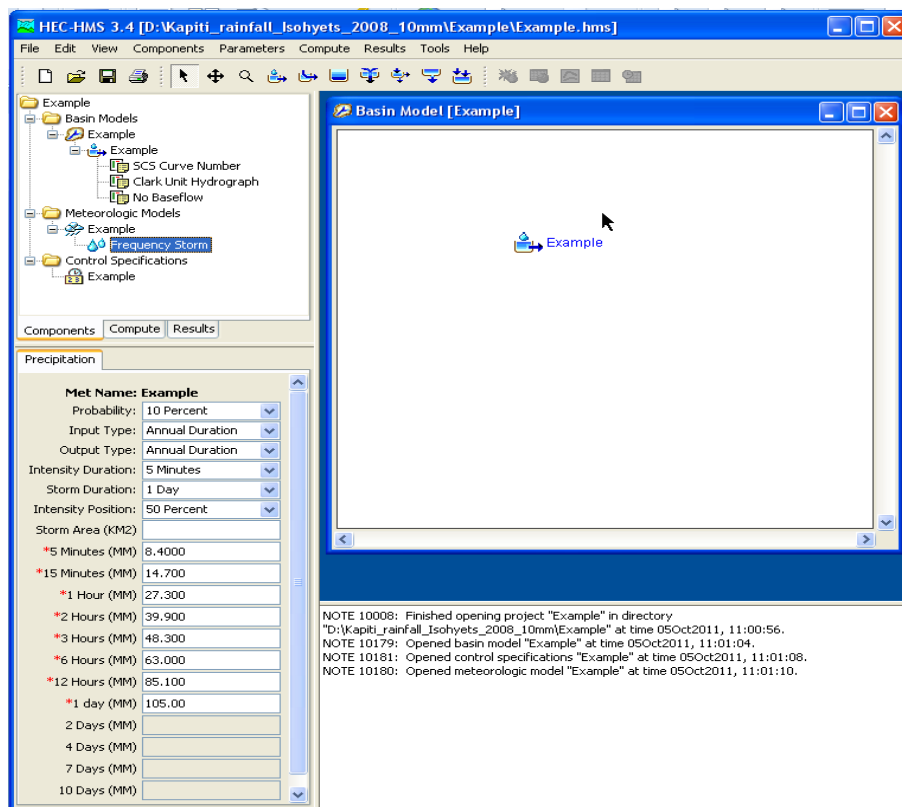 HEC-HMS 3.4 [D:\Kapiti_rainfall_Isohyets_2008_10mm\Example\Example.hms]
File Edit View Components Parameters Compute Results Tools Help
Example
Basin Models
Example
Example
SCS Curve Number
Clark Unit Hydrograph
No Baseflow
Meteorologic Models
Example
Frequency Storm
Control Specifications
Example
Components Compute Results
Precipitation
Met Name: Example
Probability: 10 Percent
Input Type: Annual Duration
Output Type: Annual Duration
Intensity Duration: 5 Minutes
Storm Duration: 1 Day
Intensity Position: 50 Percent
Storm Area (KM2)
*5 Minutes (MM) 8.4000
*15 Minutes (MM) 14.700
*1 Hour (MM) 27.300
*2 Hours (MM) 39.900
*3 Hours (MM) 48.300
*6 Hours (MM) 63.000
*12 Hours (MM) 85.100
*1 day (MM) 105.00
2 Days (MM)
4 Days (MM)
7 Days (MM)
10 Days (MM)
Basin Model [Example]
Example
NOTE 10008: Finished opening project "Example" in directory
"D:\Kapiti_rainfall_Isohyets_2008_10mm\Example" at time 05Oct2011, 11:00:56.
NOTE 10179: Opened basin model "Example" at time 05Oct2011, 11:01:04.
NOTE 10181: Opened control specifications "Example" at time 05Oct2011, 11:01:08.
NOTE 10180: Opened meteorologic model "Example" at time 05Oct2011, 11:01:10.